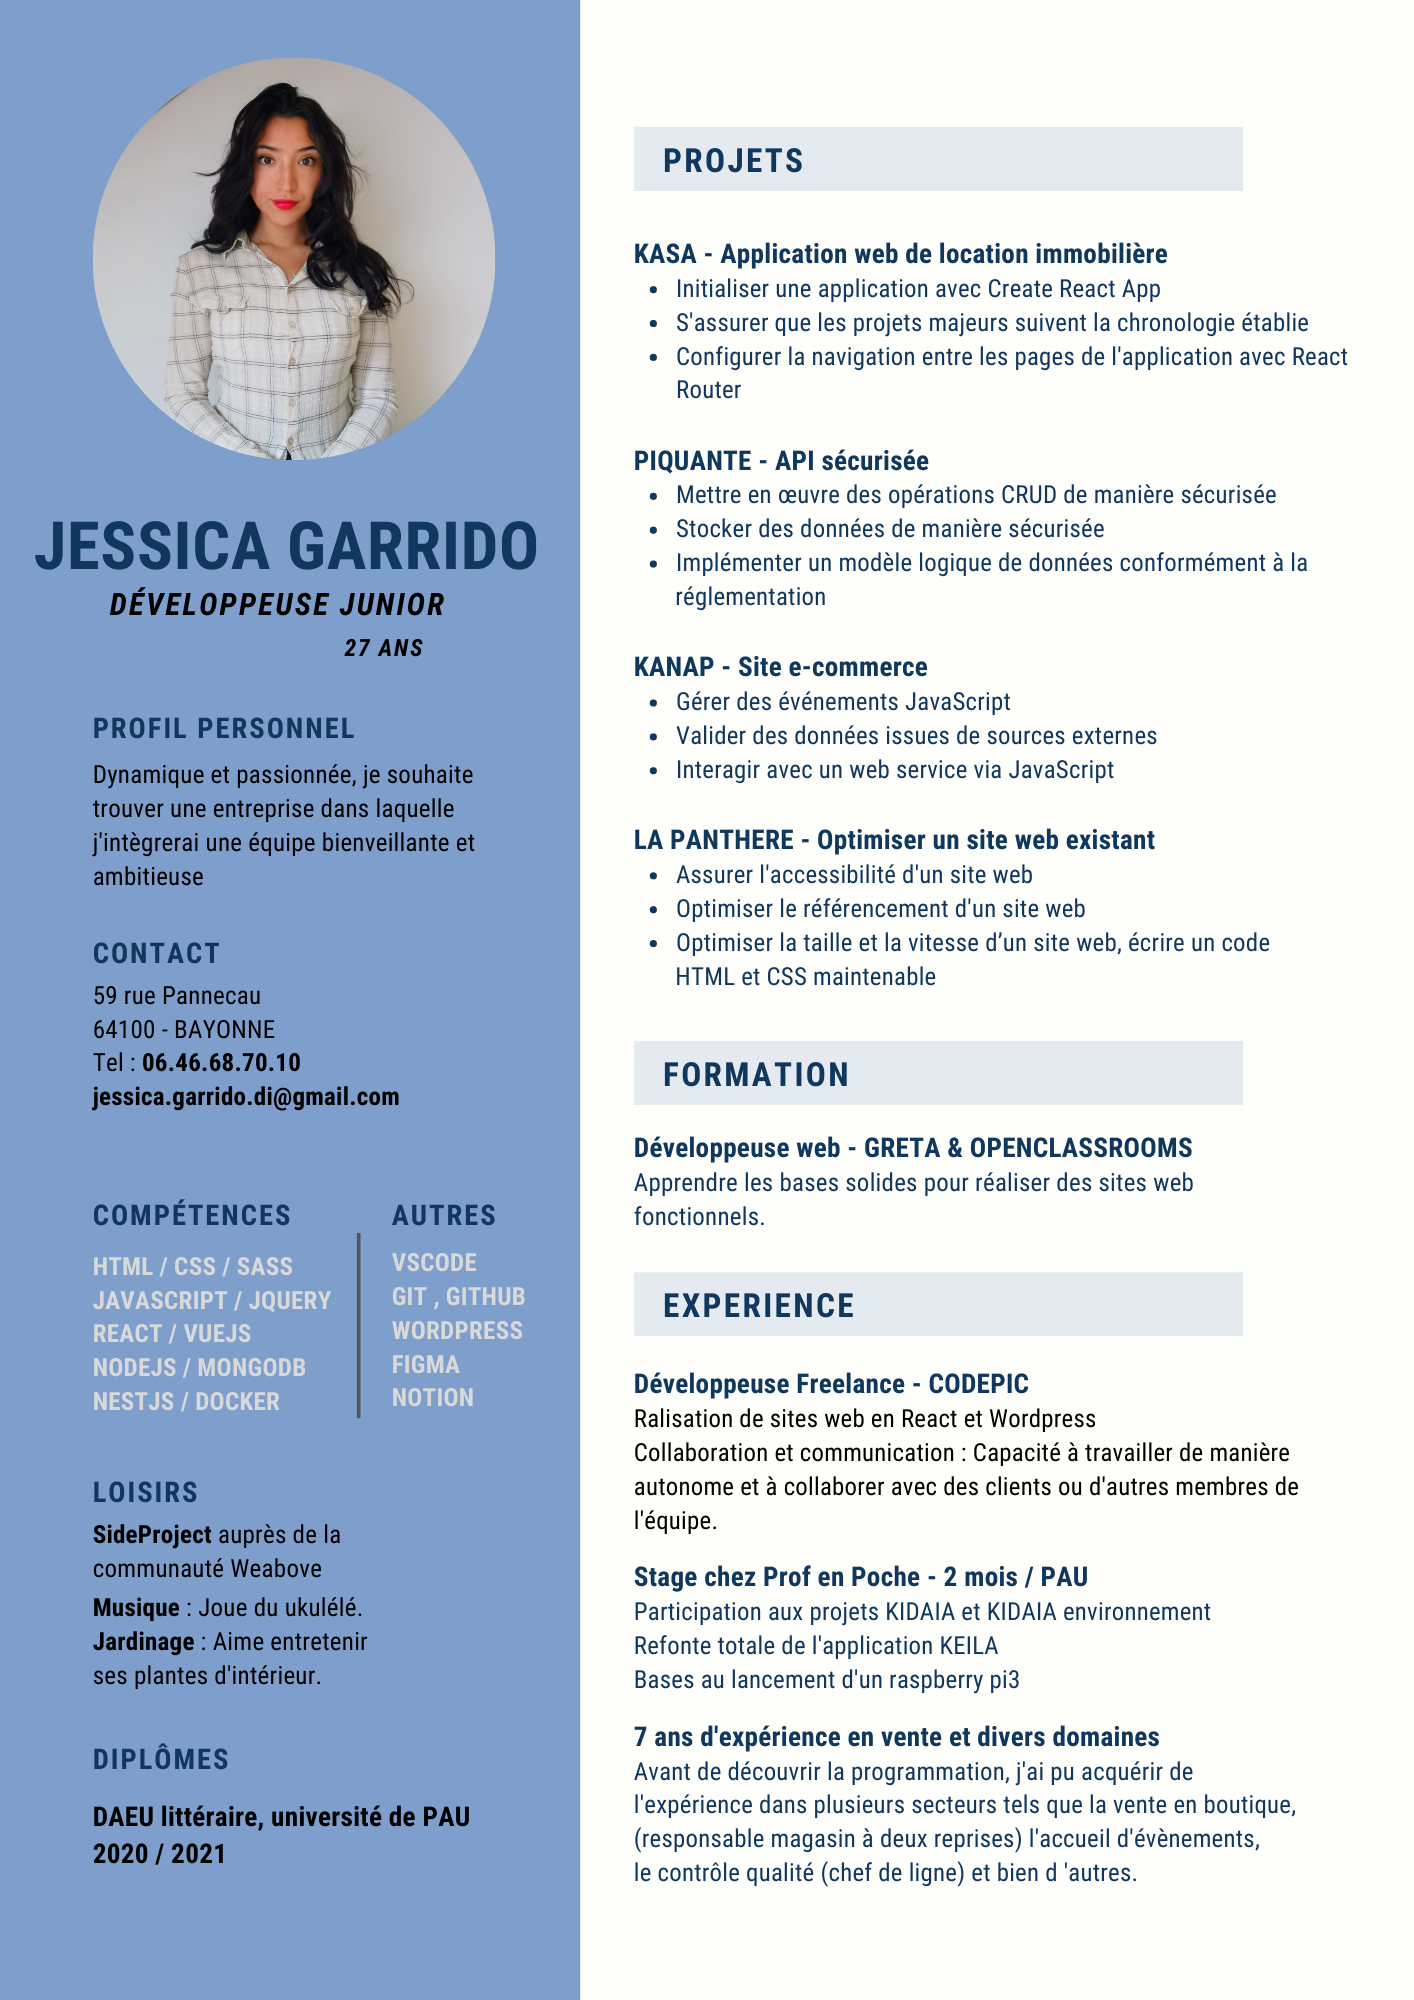 JESSICA GARRIDO
DÉVELOPPEUSE JUNIOR
27 ANS
PROFIL PERSONNEL
Dynamique et passionnée, je souhaite
trouver une entreprise dans laquelle
j'intègrerai une équipe bienveillante et
ambitieuse
CONTACT
59 rue Pannecau
64100 - BAYONNE
Tel : 06.46.68.70.10
jessica.garrido.di@gmail.com
COMPÉTENCES
HTML / CSS / SASS
JAVASCRIPT / JQUERY
REACT / VUEJS
NODEJS / MONGODB
NESTJS / DOCKER
AUTRES
VSCODE
GIT , GITHUB
WORDPRESS
FIGMA
NOTION
LOISIRS
SideProject auprès de la
communauté Weabove
Musique : Joue du ukulélé.
Jardinage : Aime entretenir
ses plantes d'intérieur.
DIPLÔMES
DAEU littéraire, université de PAU
2020 / 2021
PROJETS
KASA - Application web de location immobilière
• Initialiser une application avec Create React App
• S'assurer que les projets majeurs suivent la chronologie établie
• Configurer la navigation entre les pages de l'application avec React
Router
PIQUANTE - API sécurisée
• Mettre en œuvre des opérations CRUD de manière sécurisée
• Stocker des données de manière sécurisée
• Implémenter un modèle logique de données conformément à la
réglementation
KANAP - Site e-commerce
• Gérer des événements JavaScript
• Valider des données issues de sources externes
• Interagir avec un web service via JavaScript
LA PANTHERE - Optimiser un site web existant
• Assurer l'accessibilité d'un site web
• Optimiser le référencement d'un site web
• Optimiser la taille et la vitesse d’un site web, écrire un code
HTML et CSS maintenable
FORMATION
Développeuse web - GRETA & OPENCLASSROOMS
Apprendre les bases solides pour réaliser des sites web
fonctionnels.
EXPERIENCE
Développeuse Freelance - CODEPIC
Ralisation de sites web en React et Wordpress
Collaboration et communication : Capacité à travailler de manière
autonome et à collaborer avec des clients ou d'autres membres de
l'équipe.
Stage chez Prof en Poche - 2 mois / PAU
Participation aux projets KIDAIA et KIDAIA environnement
Refonte totale de l'application KEILA
Bases au lancement d'un raspberry pi3
7 ans d'expérience en vente et divers domaines
Avant de découvrir la programmation, j'ai pu acquérir de
l'expérience dans plusieurs secteurs tels que la vente en boutique,
(responsable magasin à deux reprises) l'accueil d'évènements,
le contrôle qualité (chef de ligne) et bien d 'autres.